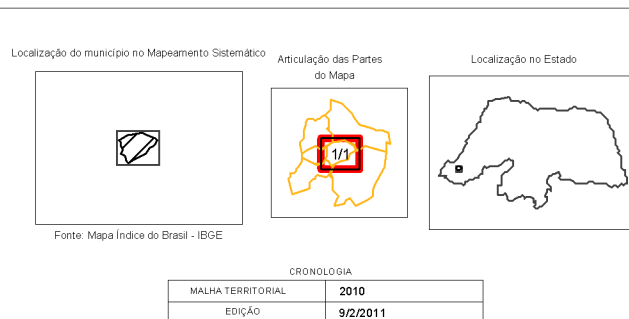 Localização do município no Mapeamento Sistemático
Articulação das Partes
do Mapa
Localização no Estado
1/1
Fonte: Mapa Índice do Brasil - IBGE
CRONOLOGIA
MALHA TERRITORIAL 2010
EDIÇÃO 9/2/2011